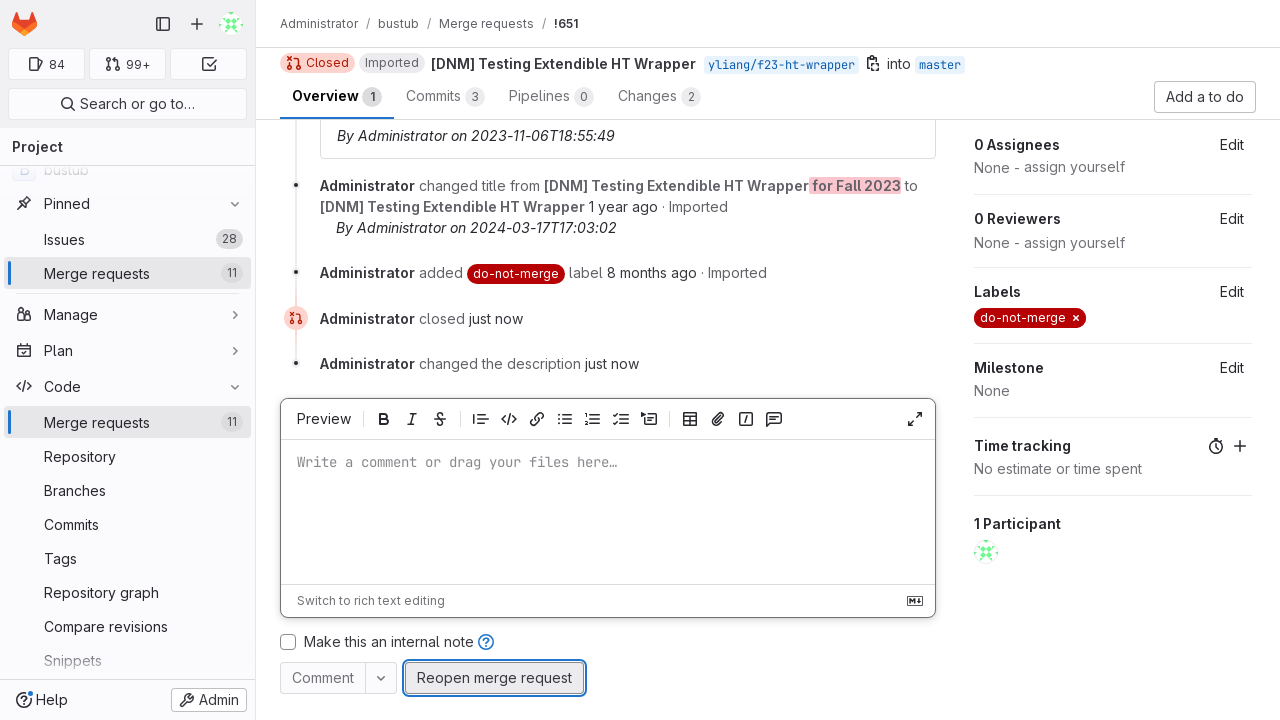 Administrator / bustub / Merge requests / !651
84
99+
Search or go to…
Project
B bustub
Pinned
Issues 28
Merge requests 11
Manage
Plan
Code
Merge requests 11
Repository
Branches
Commits
Tags
Repository graph
Compare revisions
Snippets
Help
Admin
Closed Imported [DNM] Testing Extendible HT Wrapper yliang/f23-ht-wrapper into master
Overview 1 Commits 3 Pipelines 0 Changes 2
Add a to do
By Administrator on 2023-11-06T18:55:49
Administrator changed title from [DNM] Testing Extendible HT Wrapper for Fall 2023 to
[DNM] Testing Extendible HT Wrapper 1 year ago · Imported
By Administrator on 2024-03-17T17:03:02
Administrator added do-not-merge label 8 months ago · Imported
Administrator closed just now
Administrator changed the description just now
Preview
Write a comment or drag your files here…
Switch to rich text editing
Make this an internal note
Comment
Reopen merge request
0 Assignees Edit
None - assign yourself
0 Reviewers Edit
None - assign yourself
Labels Edit
do-not-merge ×
Milestone Edit
None
Time tracking
No estimate or time spent
1 Participant